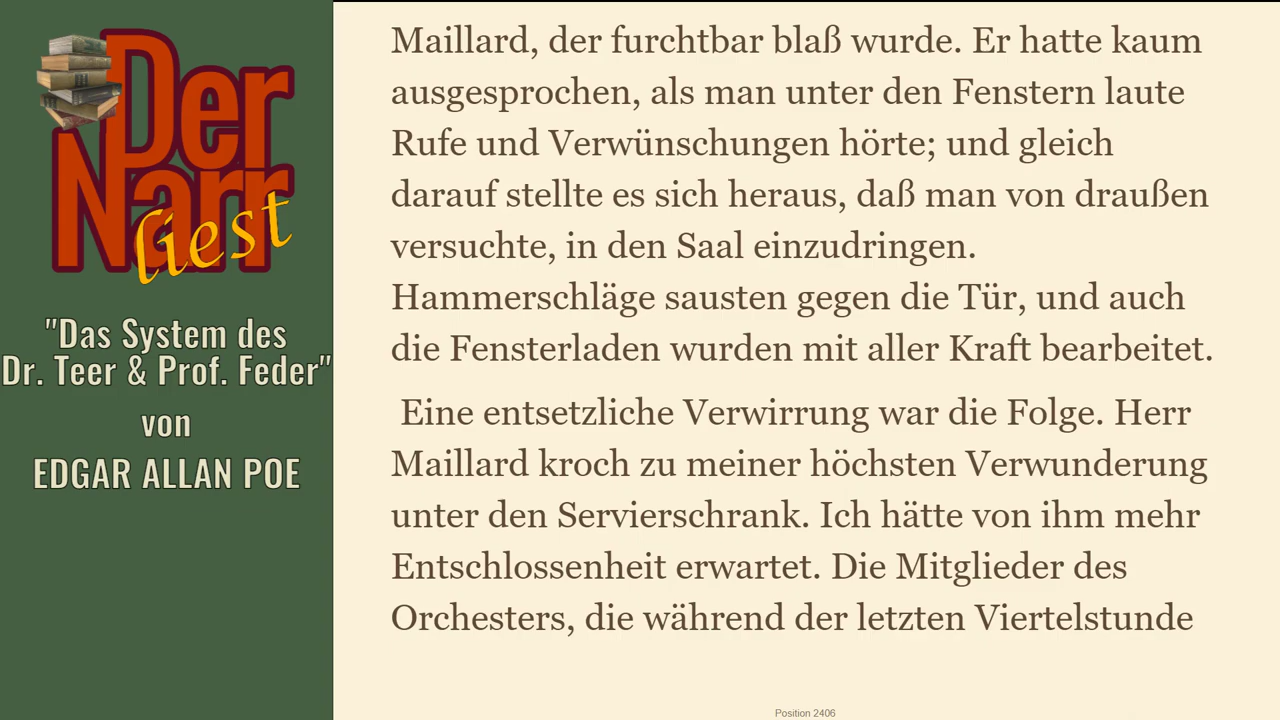 Der
Narr
liest
"Das System des
Dr. Teer & Prof. Feder"
von
EDGAR ALLAN POE
Maillard, der furchtbar blaß wurde. Er hatte kaum
ausgesprochen, als man unter den Fenstern laute
Rufe und Verwünschungen hörte; und gleich
darauf stellte es sich heraus, daß man von draußen
versuchte, in den Saal einzudringen.
Hammerschläge sausten gegen die Tür, und auch
die Fensterladen wurden mit aller Kraft bearbeitet.
Eine entsetzliche Verwirrung war die Folge. Herr
Maillard kroch zu meiner höchsten Verwunderung
unter den Servierschrank. Ich hätte von ihm mehr
Entschlossenheit erwartet. Die Mitglieder des
Orchesters, die während der letzten Viertelstunde
Position 2406